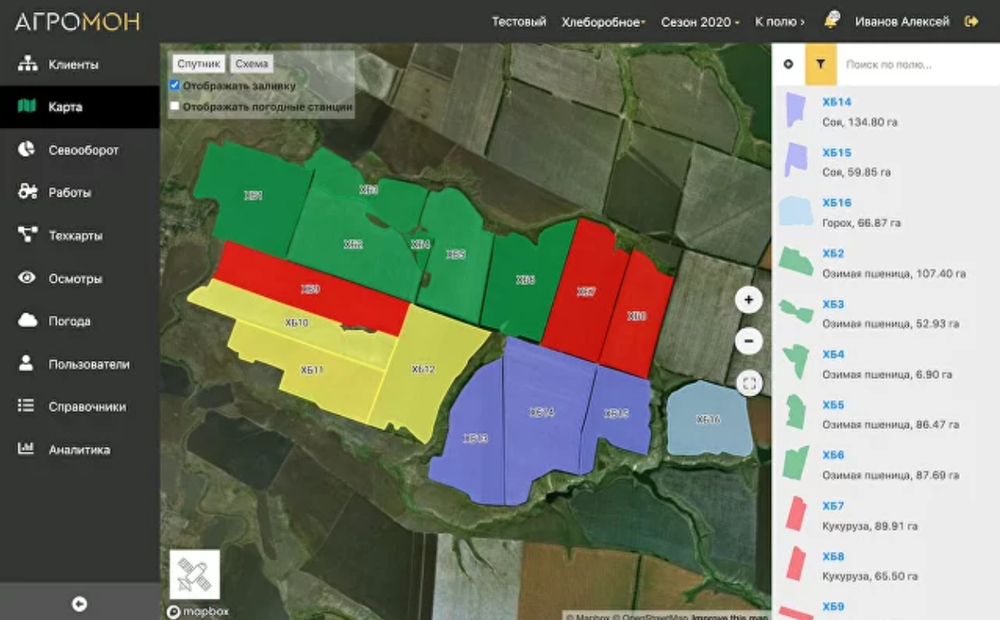 АГРОМОН
Тестовый Хлеборобное Сезон 2020 К полю › Иванов Алексей
Клиенты
Карта
Севооборот
Работы
Техкарты
Осмотры
Погода
Пользователи
Справочники
Аналитика
Спутник Схема
Отображать заливку
Отображать погодные станции
ХБ1
ХБ3
ХБ2
ХБ4
ХБ5
ХБ6
ХБ7
ХБ8
ХБ9
ХБ10
ХБ11
ХБ12
ХБ13
ХБ14
ХБ15
ХБ16
mapbox
© Mapbox © OpenStreetMap Improve this map
Поиск по полю...
ХБ14
Соя, 134.80 га
ХБ15
Соя, 59.85 га
ХБ16
Горох, 66.87 га
ХБ2
Озимая пшеница, 107.40 га
ХБ3
Озимая пшеница, 52.93 га
ХБ4
Озимая пшеница, 6.90 га
ХБ5
Озимая пшеница, 86.47 га
ХБ6
Озимая пшеница, 87.69 га
ХБ7
Кукуруза, 89.91 га
ХБ8
Кукуруза, 65.50 га
ХБ9